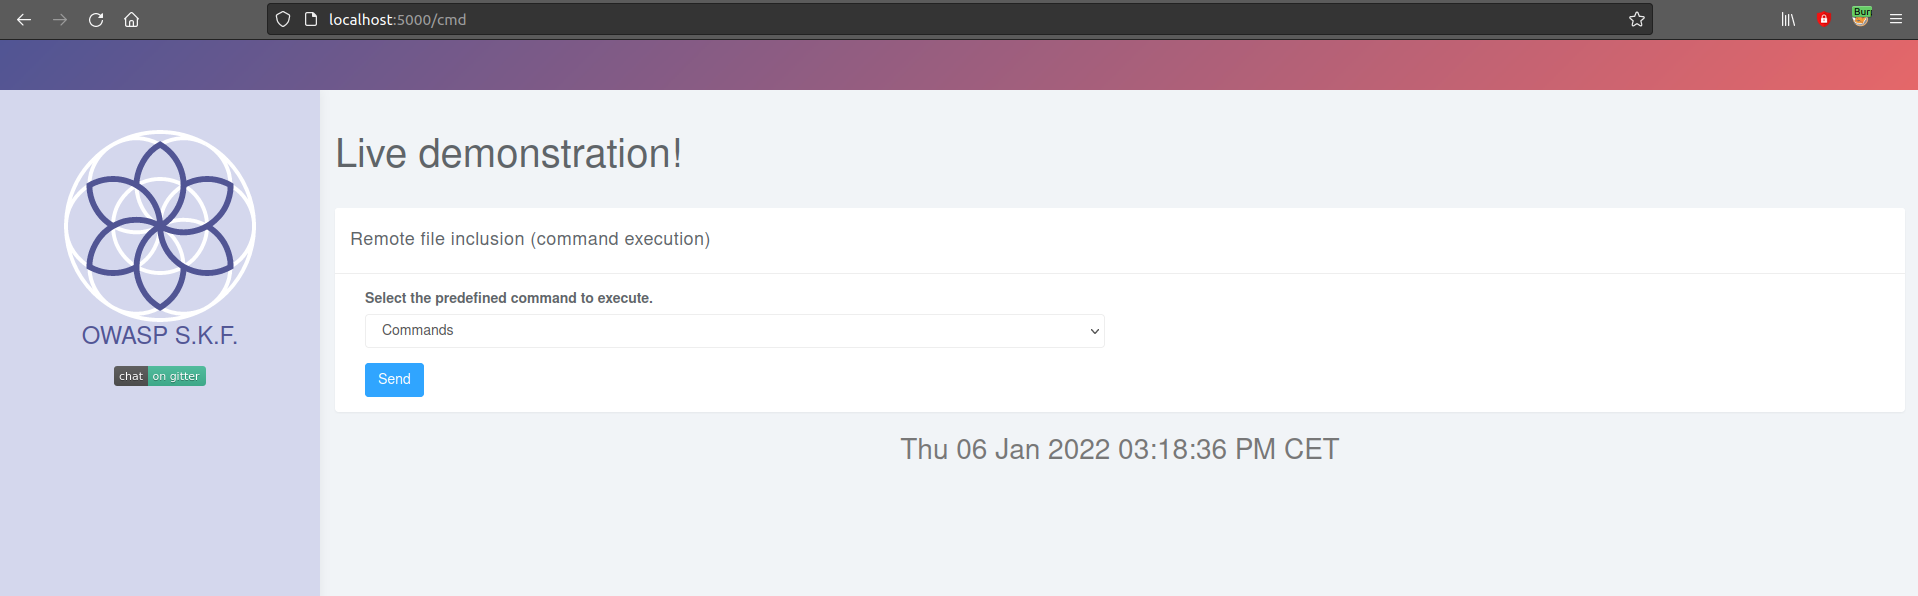 localhost:5000/cmd
Live demonstration!
Remote file inclusion (command execution)
Select the predefined command to execute.
Commands
Send
OWASP S.K.F.
chat on gitter
Thu 06 Jan 2022 03:18:36 PM CET